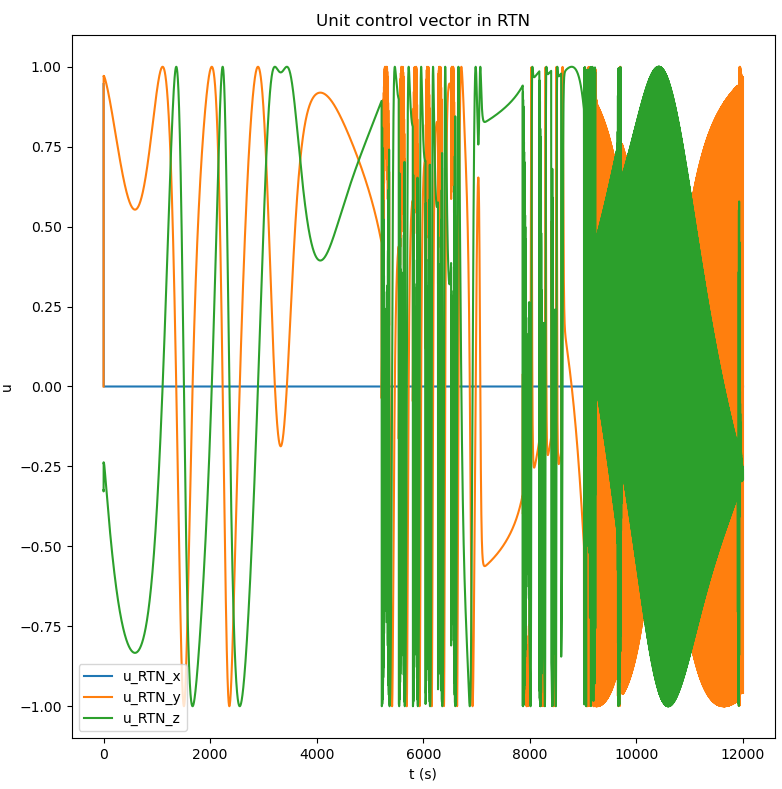 Unit control vector in RTN
1.00
0.75
0.50
0.25
0.00
−0.25
−0.50
−0.75
−1.00
u
u_RTN_x
u_RTN_y
u_RTN_z
0 2000 4000 6000 8000 10000 12000
t (s)